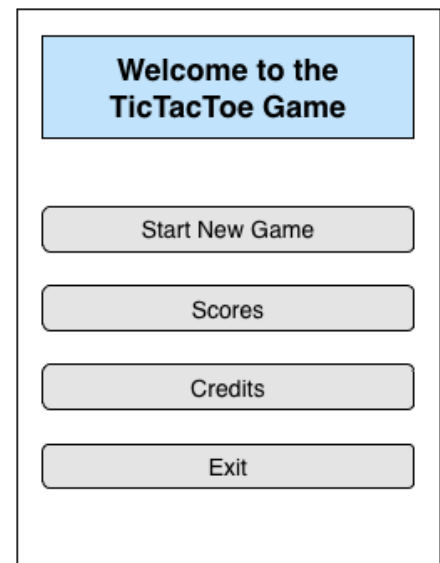 Welcome to the
TicTacToe Game
Start New Game
Scores
Credits
Exit